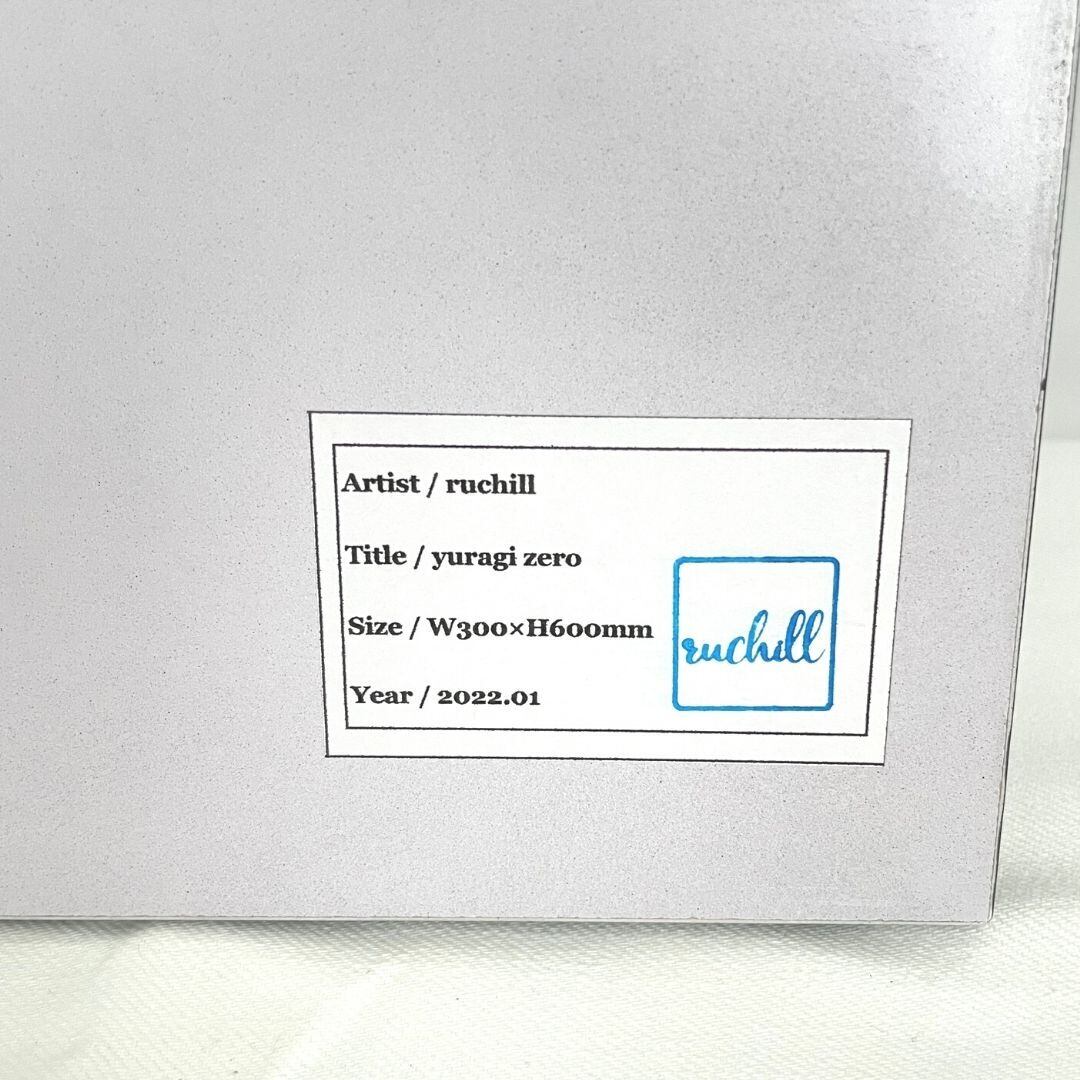 Artist / ruchill
Title / yuragi zero
Size / W300×H600mm
Year / 2022.01
ruchill